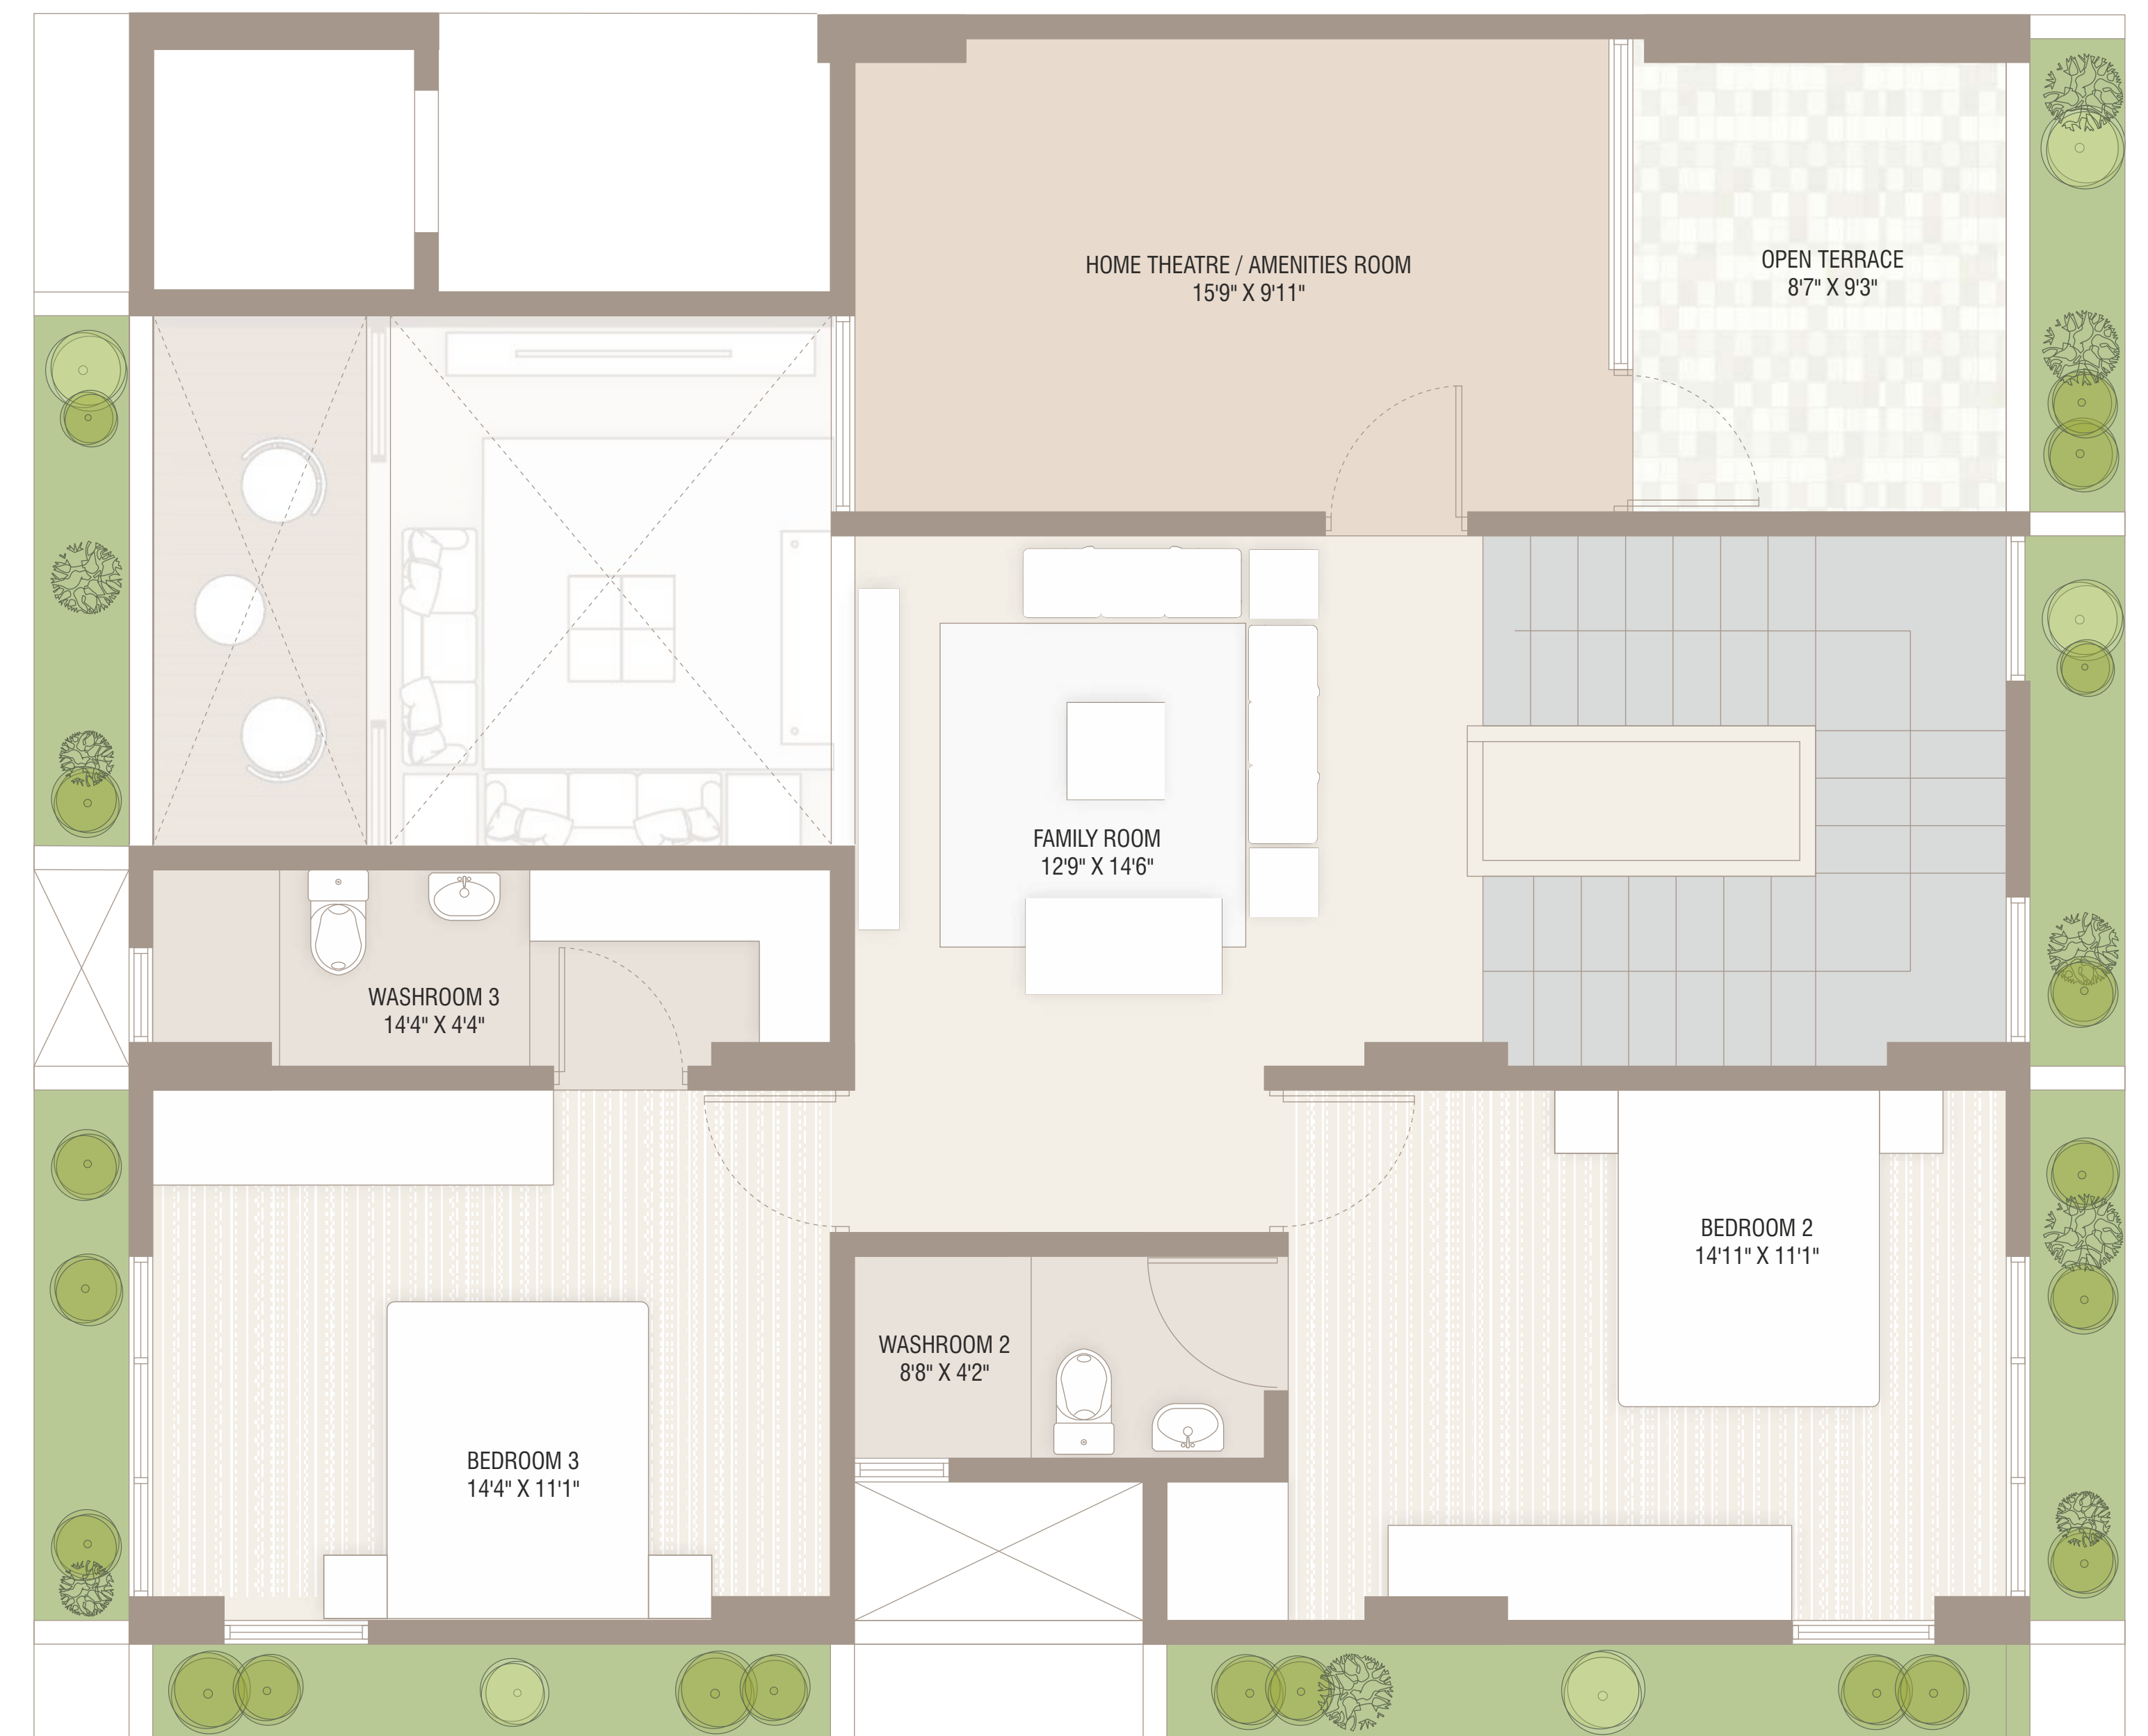 HOME THEATRE / AMENITIES ROOM
15'9" X 9'11"
OPEN TERRACE
8'7" X 9'3"
FAMILY ROOM
12'9" X 14'6"
WASHROOM 3
14'4" X 4'4"
BEDROOM 2
14'11" X 11'1"
WASHROOM 2
8'8" X 4'2"
BEDROOM 3
14'4" X 11'1"